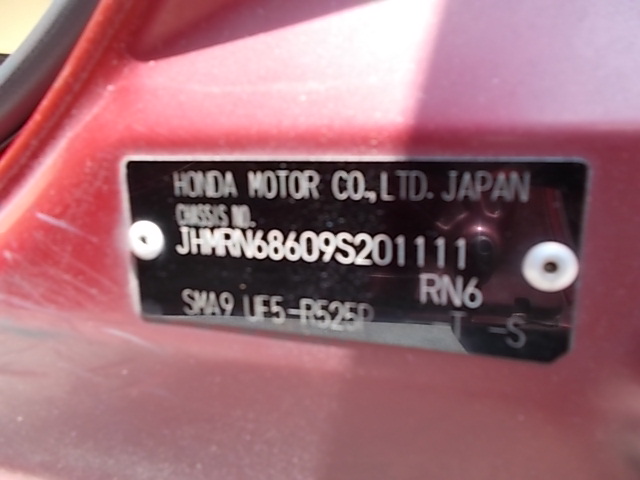 HONDA MOTOR CO.,LTD. JAPAN
CHASSIS NO.
JHMRN68609S201111
RN6
SMA9 UF5-R525P T -S